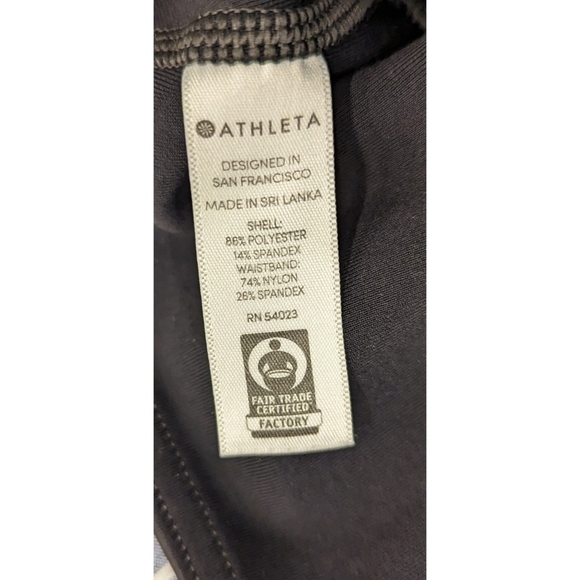 ATHLETA
DESIGNED IN
SAN FRANCISCO
MADE IN SRI LANKA
SHELL:
86% POLYESTER
14% SPANDEX
WAISTBAND:
74% NYLON
26% SPANDEX
RN 54023
FAIR TRADE
CERTIFIED
FACTORY